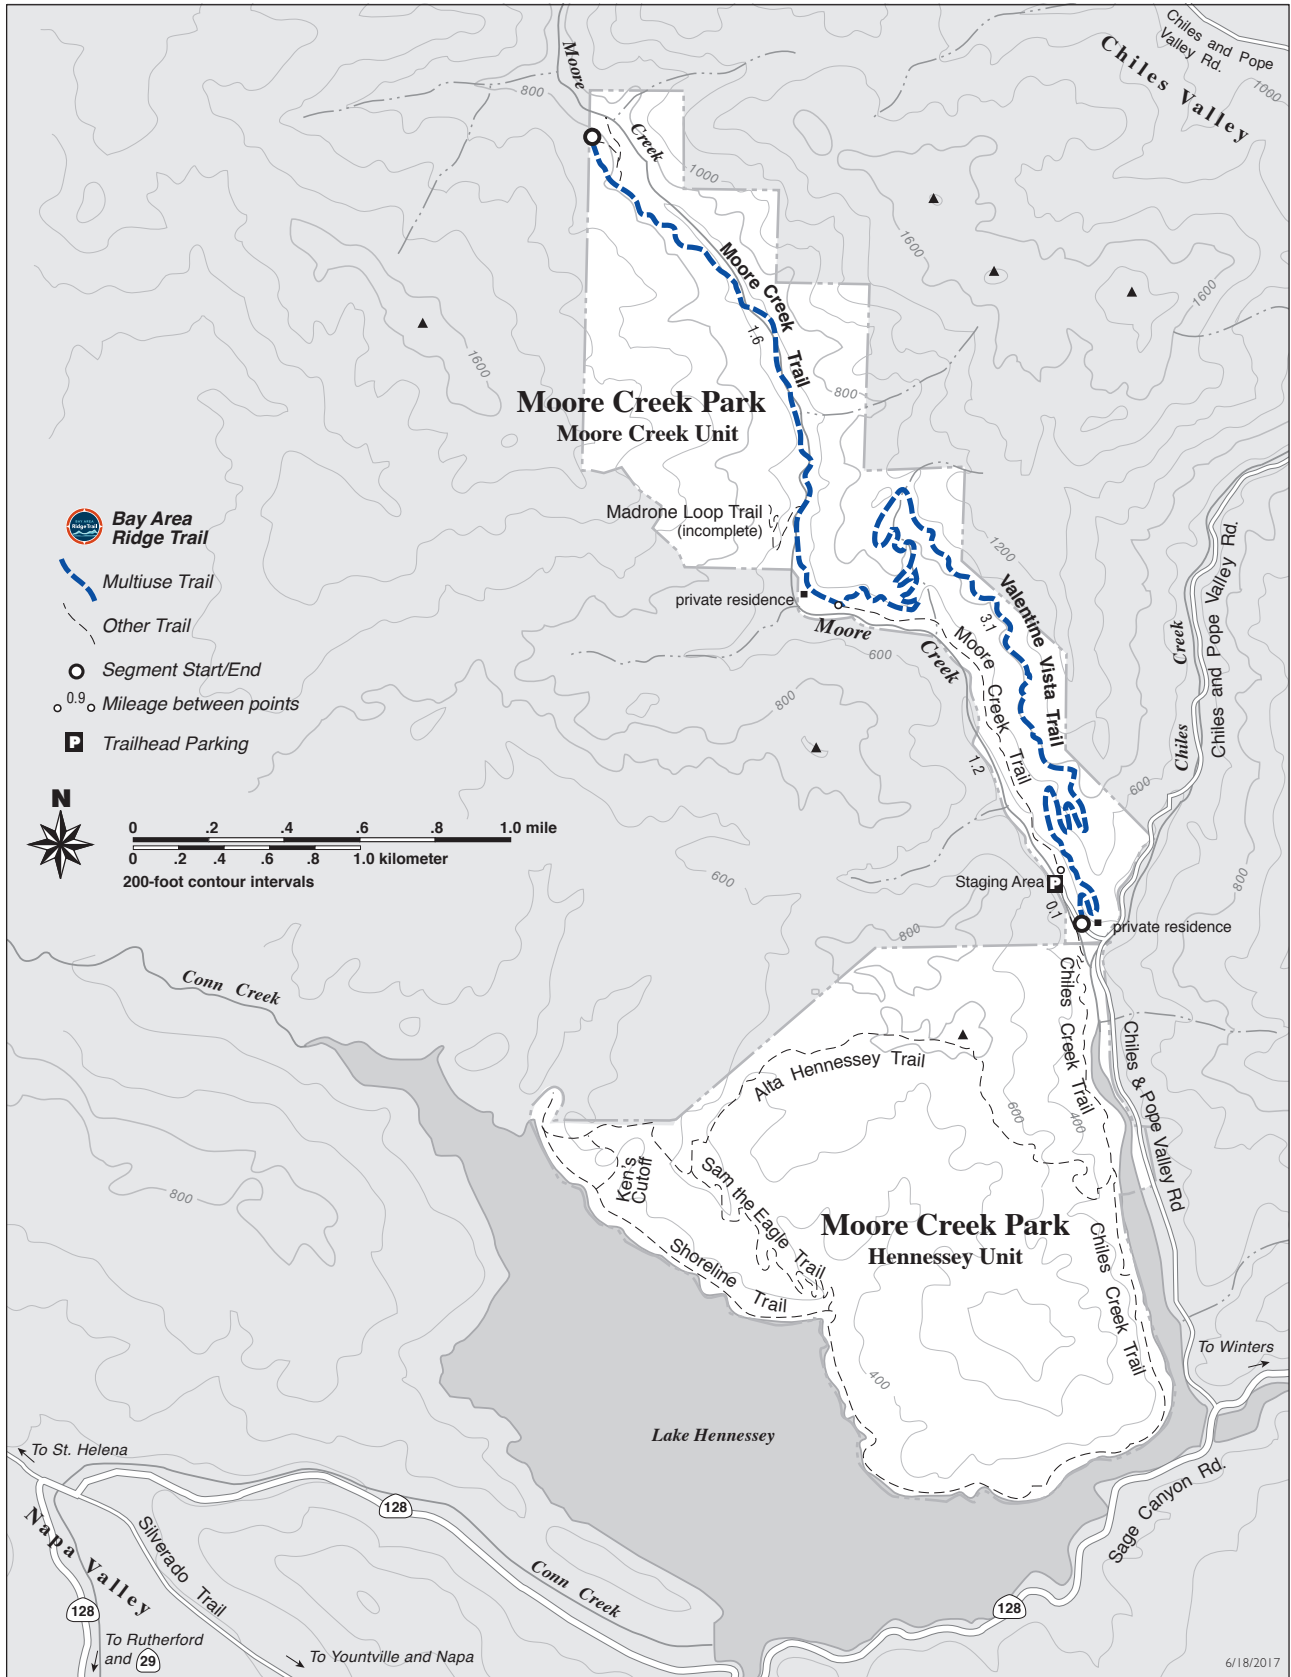 Chiles and Pope
Valley Rd.
Chiles Valley
1000
Moore
Creek
800
1000
1600
1600
1600
Moore Creek Trail
1.6
800
Moore Creek Park
Moore Creek Unit
Madrone Loop Trail
(incomplete)
private residence
Moore
Creek
600
800
1200
Valentine Vista Trail
3.1
Moore Creek Trail
1.2
Chiles Creek
Chiles and Pope Valley Rd.
600
800
Bay Area
Ridge Trail
BAY AREA
Ridge Trail
Multiuse Trail
Other Trail
Segment Start/End
0.9
Mileage between points
P
Trailhead Parking
N
0 .2 .4 .6 .8 1.0 mile
0 .2 .4 .6 .8 1.0 kilometer
200-foot contour intervals
600
Staging Area
P
0.1
private residence
800
Conn Creek
Chiles Creek Trail
Alta Hennessey Trail
600
400
Chiles & Pope Valley Rd
800
Ken's
Cutoff
Sam the Eagle Trail
Shoreline Trail
Moore Creek Park
Hennessey Unit
Chiles Creek Trail
400
To Winters
Lake Hennessey
Sage Canyon Rd.
To St. Helena
128
Napa Valley
Silverado Trail
Conn Creek
128
128
To Rutherford
and 29
To Yountville and Napa
6/18/2017